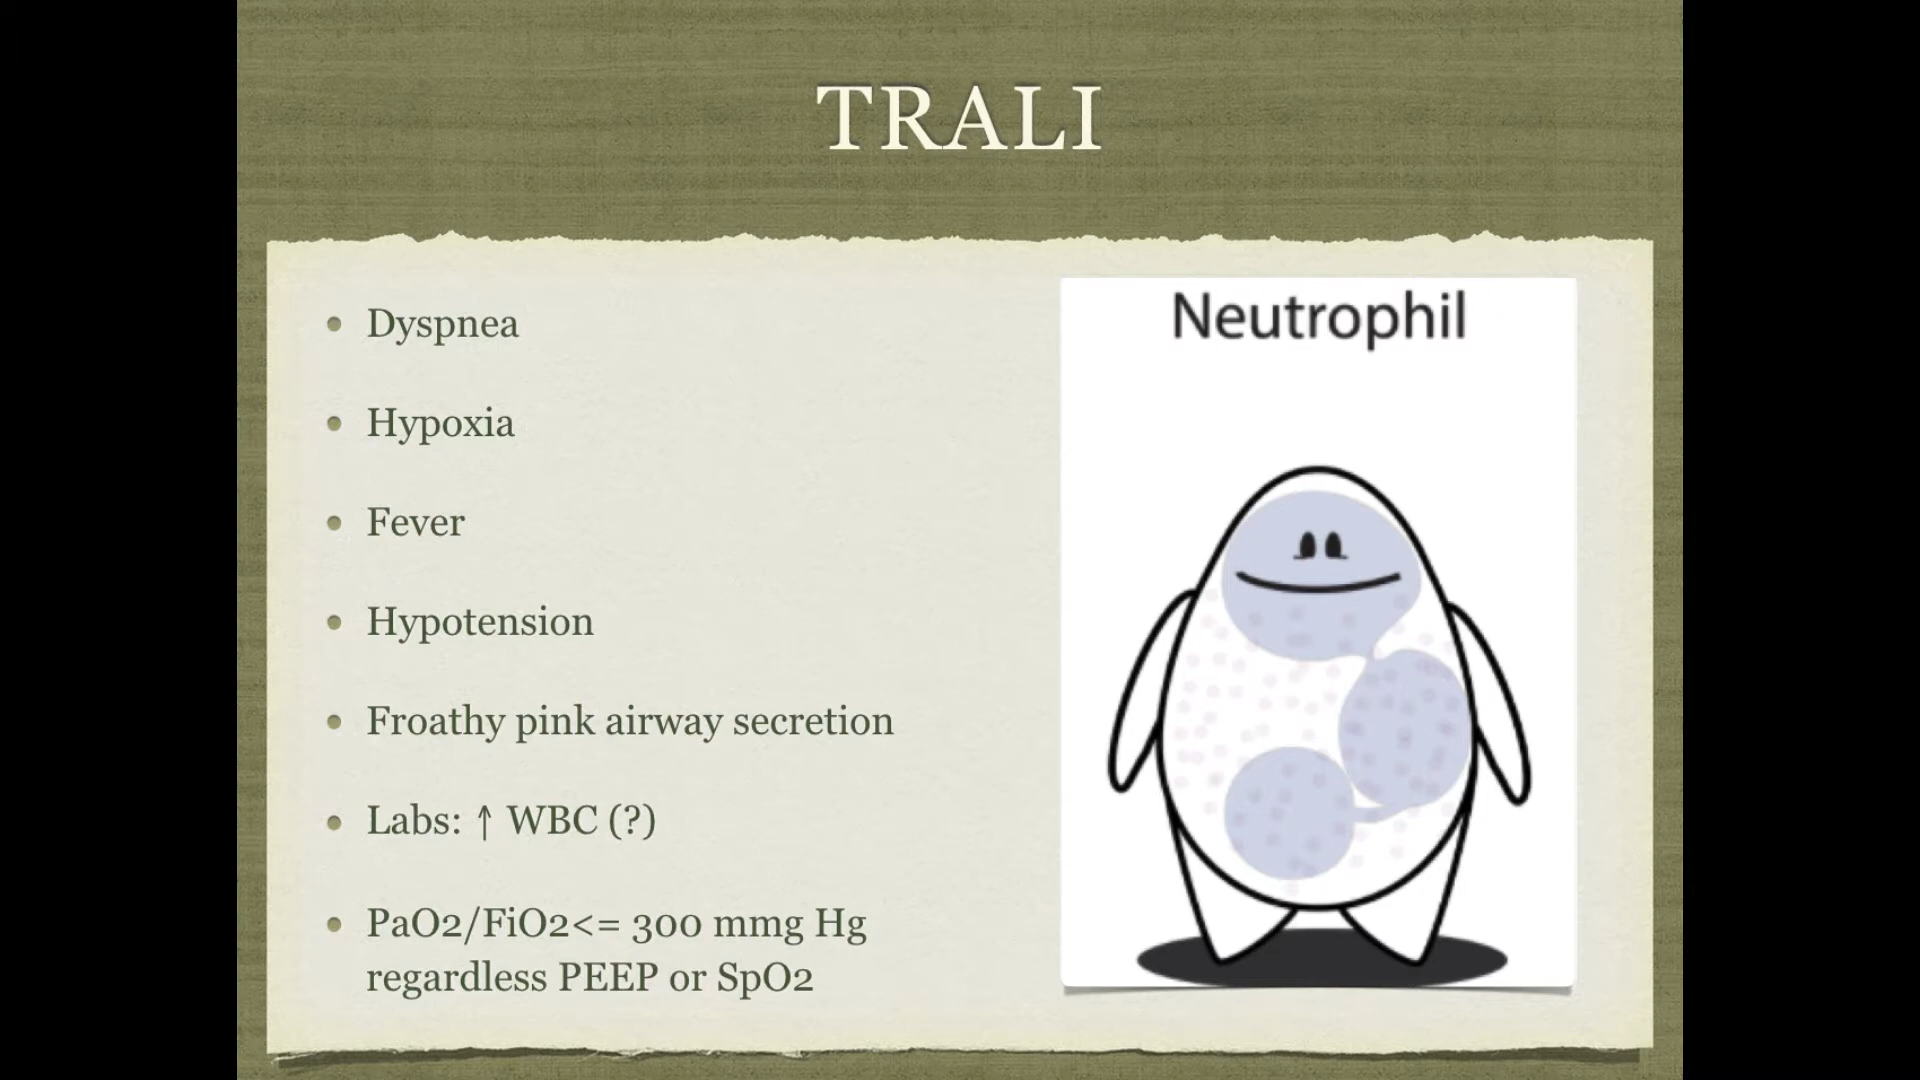 TRALI
Dyspnea
Hypoxia
Fever
Hypotension
Froathy pink airway secretion
Labs: ↑ WBC (?)
PaO2/FiO2<= 300 mmg Hg
regardless PEEP or SpO2
Neutrophil